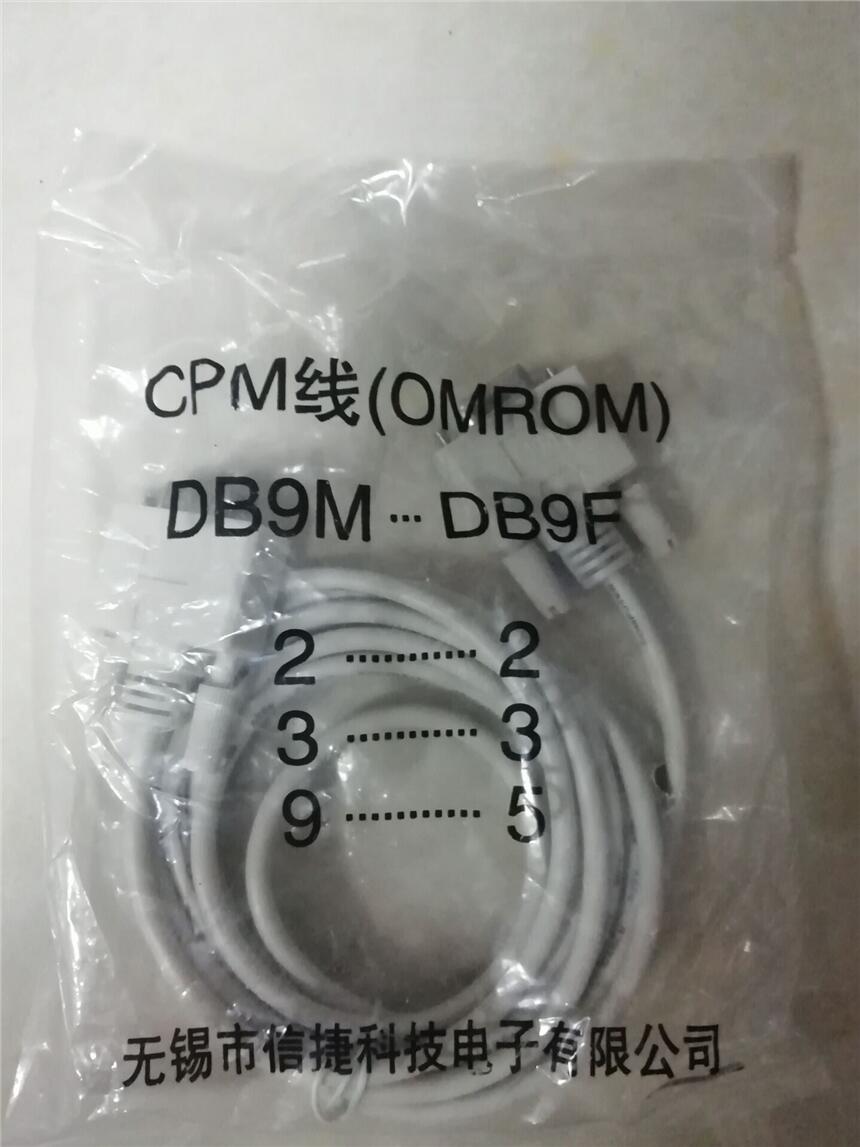 CPM线(OMROM)
DB9M ... DB9F
2 ........... 2
3 ........... 3
9 ........... 5
无锡市信捷科技电子有限公司